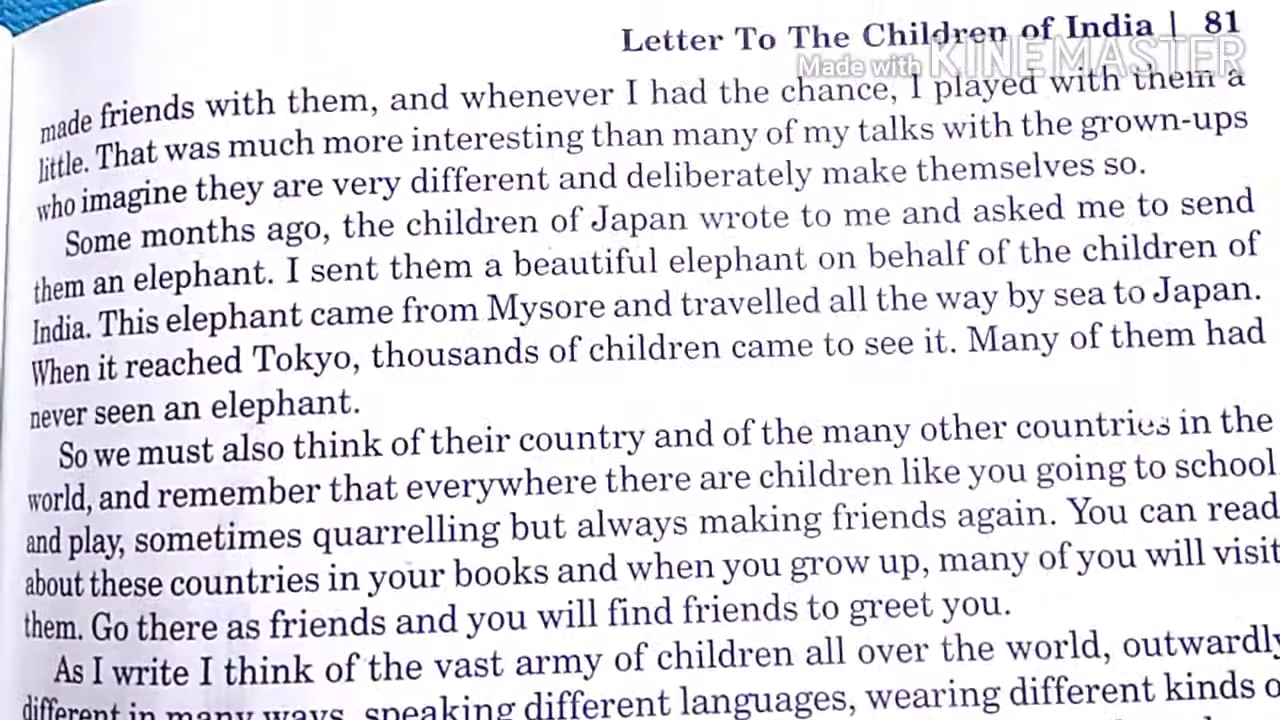 Letter To The Children of India | 81
Made with KINEMASTER
made friends with them, and whenever I had the chance, I played with them a
little. That was much more interesting than many of my talks with the grown-ups
who imagine they are very different and deliberately make themselves so.
Some months ago, the children of Japan wrote to me and asked me to send
them an elephant. I sent them a beautiful elephant on behalf of the children of
India. This elephant came from Mysore and travelled all the way by sea to Japan.
When it reached Tokyo, thousands of children came to see it. Many of them had
never seen an elephant.
So we must also think of their country and of the many other countries in the
world, and remember that everywhere there are children like you going to school
and play, sometimes quarrelling but always making friends again. You can read
about these countries in your books and when you grow up, many of you will visit
them. Go there as friends and you will find friends to greet you.
As I write I think of the vast army of children all over the world, outwardly
different in many ways, speaking different languages, wearing different kinds o